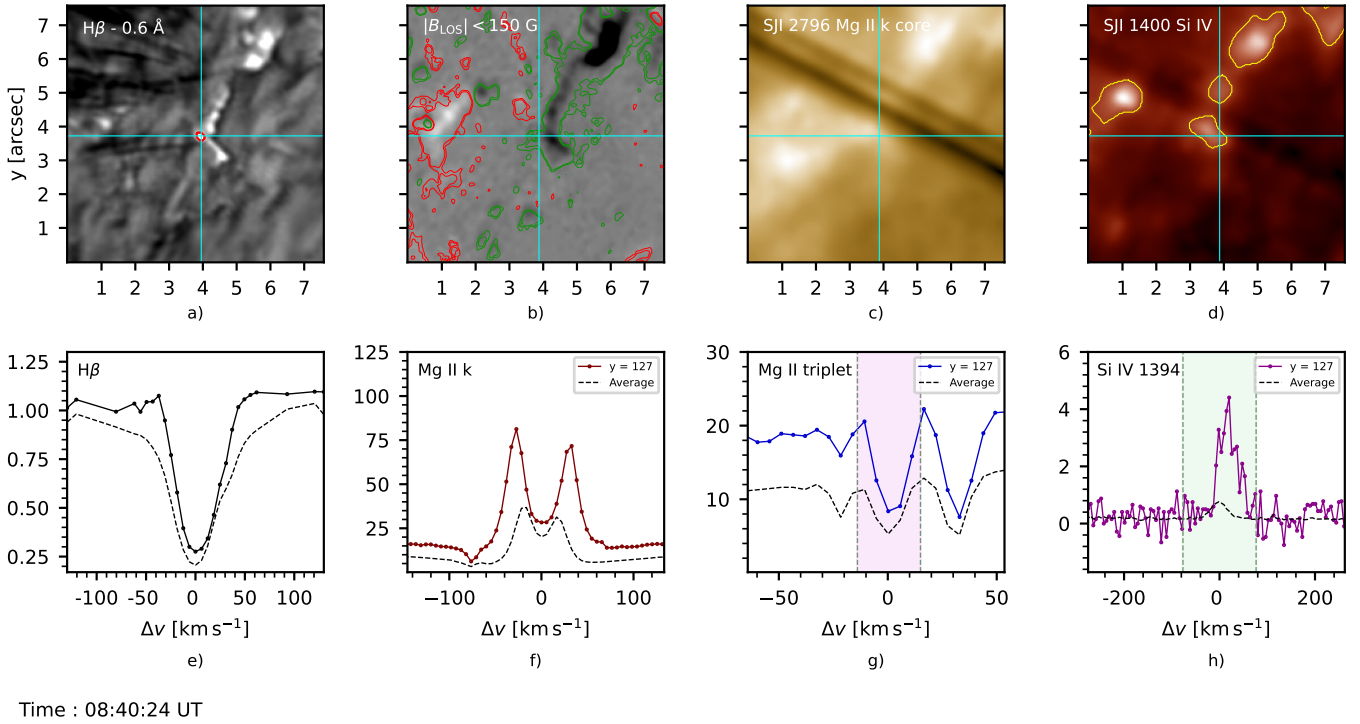 Hβ - 0.6 Å
|B_LOS| < 150 G
SJI 2796 Mg II k core
SJI 1400 Si IV
y [arcsec]
7
6
5
4
3
2
1
1 2 3 4 5 6 7
1 2 3 4 5 6 7
1 2 3 4 5 6 7
1 2 3 4 5 6 7
a)
b)
c)
d)
Hβ
1.25
1.00
0.75
0.50
0.25
-100 -50 0 50 100
Δv [km s⁻¹]
e)
Mg II k
y = 127
Average
125
100
75
50
25
−100 0 100
Δv [km s⁻¹]
f)
Mg II triplet
y = 127
Average
30
20
10
−50 0 50
Δv [km s⁻¹]
g)
Si IV 1394
y = 127
Average
6
4
2
0
-200 0 200
Δv [km s⁻¹]
h)
Time : 08:40:24 UT